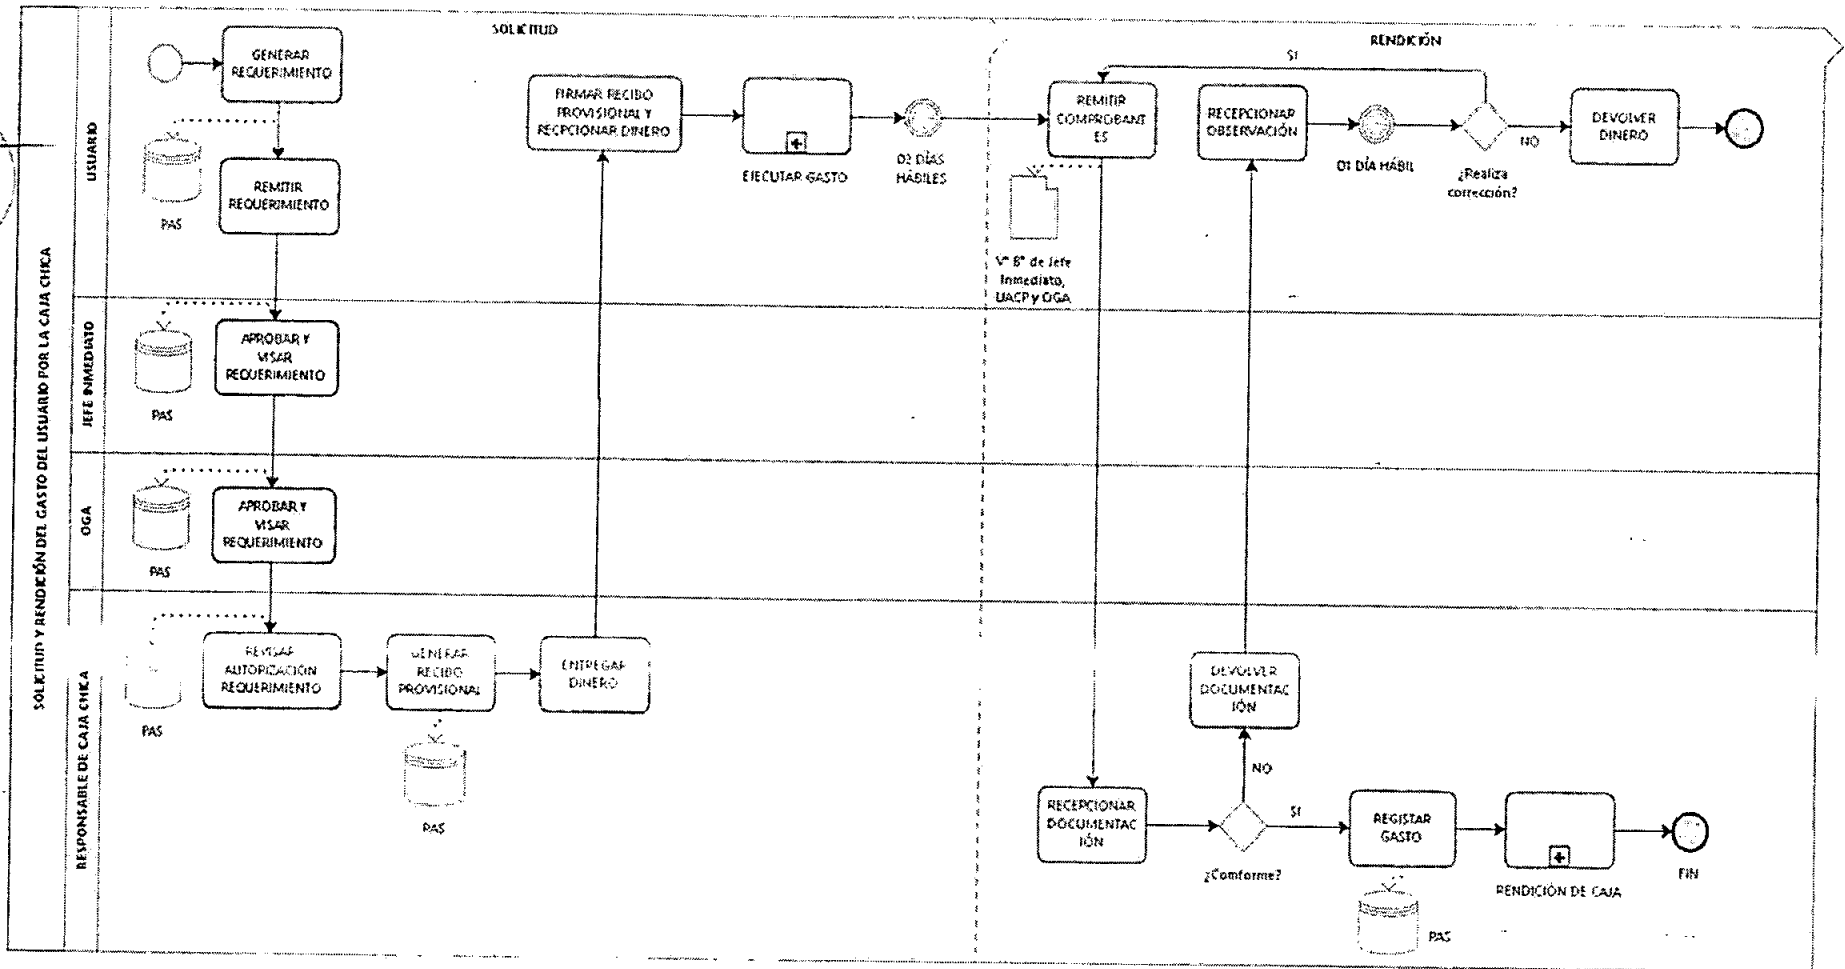 SOLICITUD Y RENDICIÓN DEL GASTO DEL USUARIO POR LA CAJA CHICA
SOLICITUD
RENDICIÓN
USUARIO
GENERAR
REQUERIMIENTO
PAS
REMITIR
REQUERIMIENTO
FIRMAR RECIBO
PROVISIONAL Y
RECPCIONAR DINERO
EJECUTAR GASTO
02 DÍAS
HÁBILES
REMITIR
COMPROBANT
ES
V° B° de Jefe
Inmediato,
UACP y OGA
RECEPCIONAR
OBSERVACIÓN
01 DÍA HÁBIL
SI
¿Realiza
corrección?
NO
DEVOLVER
DINERO
JEFE INMEDIATO
PAS
APROBAR Y
VISAR
REQUERIMIENTO
OGA
PAS
APROBAR Y
VISAR
REQUERIMIENTO
RESPONSABLE DE CAJA CHICA
PAS
REVISAR
AUTORIZACIÓN
REQUERIMIENTO
GENERAR
RECIBO
PROVISIONAL
PAS
ENTREGAR
DINERO
RECEPCIONAR
DOCUMENTAC
IÓN
DEVOLVER
DOCUMENTAC
IÓN
NO
¿Comforme?
SI
REGISTAR
GASTO
PAS
RENDICIÓN DE CAJA
FIN